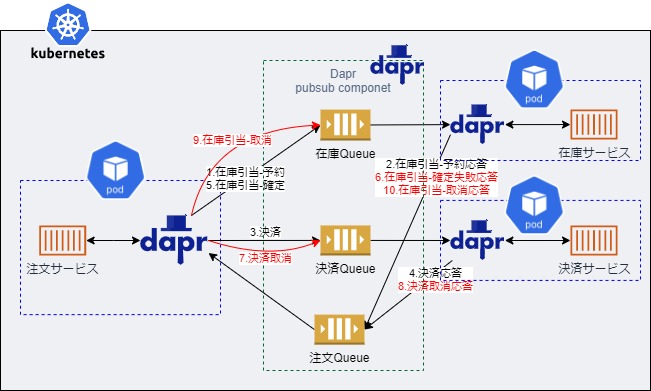 kubernetes
Dapr
pubsub componet
dapr
pod
9.在庫引当-取消
在庫Queue
dapr
在庫サービス
1.在庫引当-予約
5.在庫引当-確定
2.在庫引当-予約応答
6.在庫引当-確定失敗応答
10.在庫引当-取消応答
pod
pod
注文サービス
dapr
3.決済
7.決済取消
決済Queue
dapr
決済サービス
4.決済応答
8.決済取消応答
注文Queue